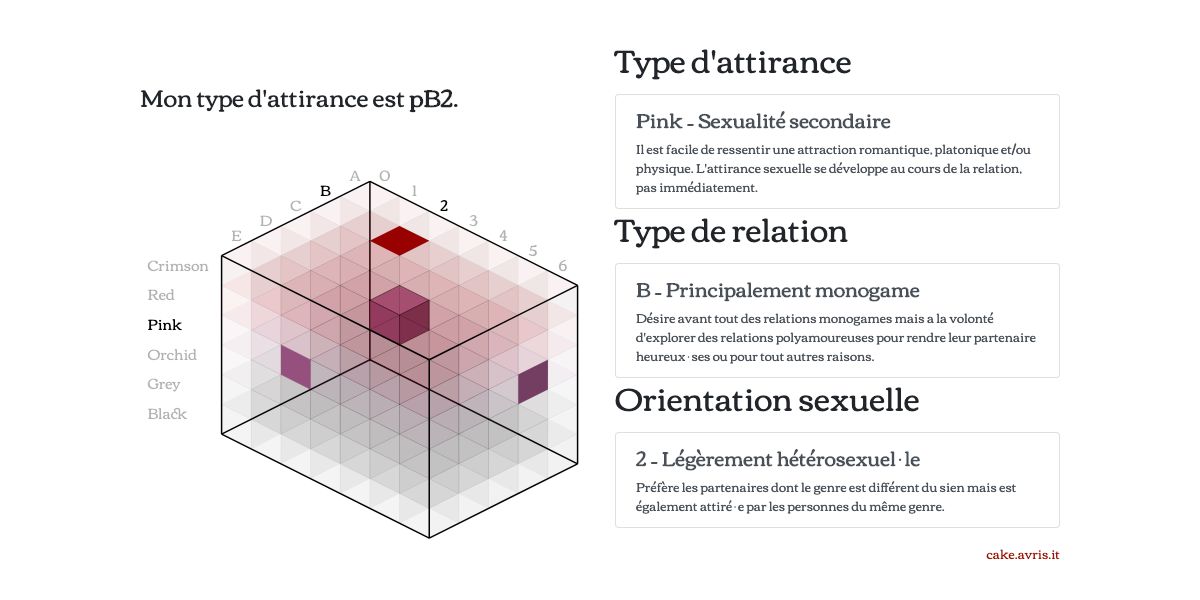 Mon type d'attirance est pB2.
A
O
B
1
C
2
D
3
E
4
5
6
Crimson
Red
Pink
Orchid
Grey
Black
Type d'attirance
Pink - Sexualité secondaire
Il est facile de ressentir une attraction romantique, platonique et/ou
physique. L'attirance sexuelle se développe au cours de la relation,
pas immédiatement.
Type de relation
B - Principalement monogame
Désire avant tout des relations monogames mais a la volonté
d'explorer des relations polyamoureuses pour rendre leur partenaire
heureux·ses ou pour tout autres raisons.
Orientation sexuelle
2 - Légèrement hétérosexuel·le
Préfère les partenaires dont le genre est différent du sien mais est
également attiré·e par les personnes du même genre.
cake.avris.it